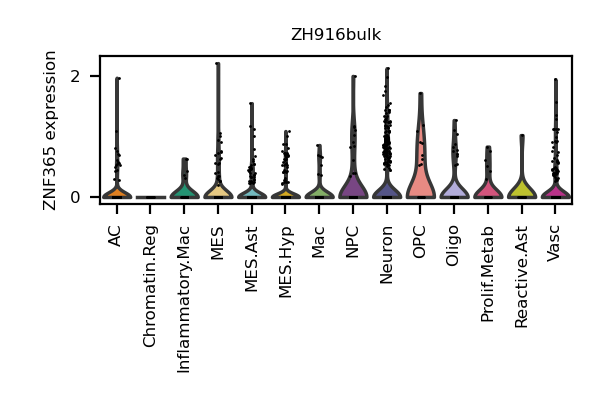 ZH916bulk
ZNF365 expression
2
0
AC
Chromatin.Reg
Inflammatory.Mac
MES
MES.Ast
MES.Hyp
Mac
NPC
Neuron
OPC
Oligo
Prolif.Metab
Reactive.Ast
Vasc